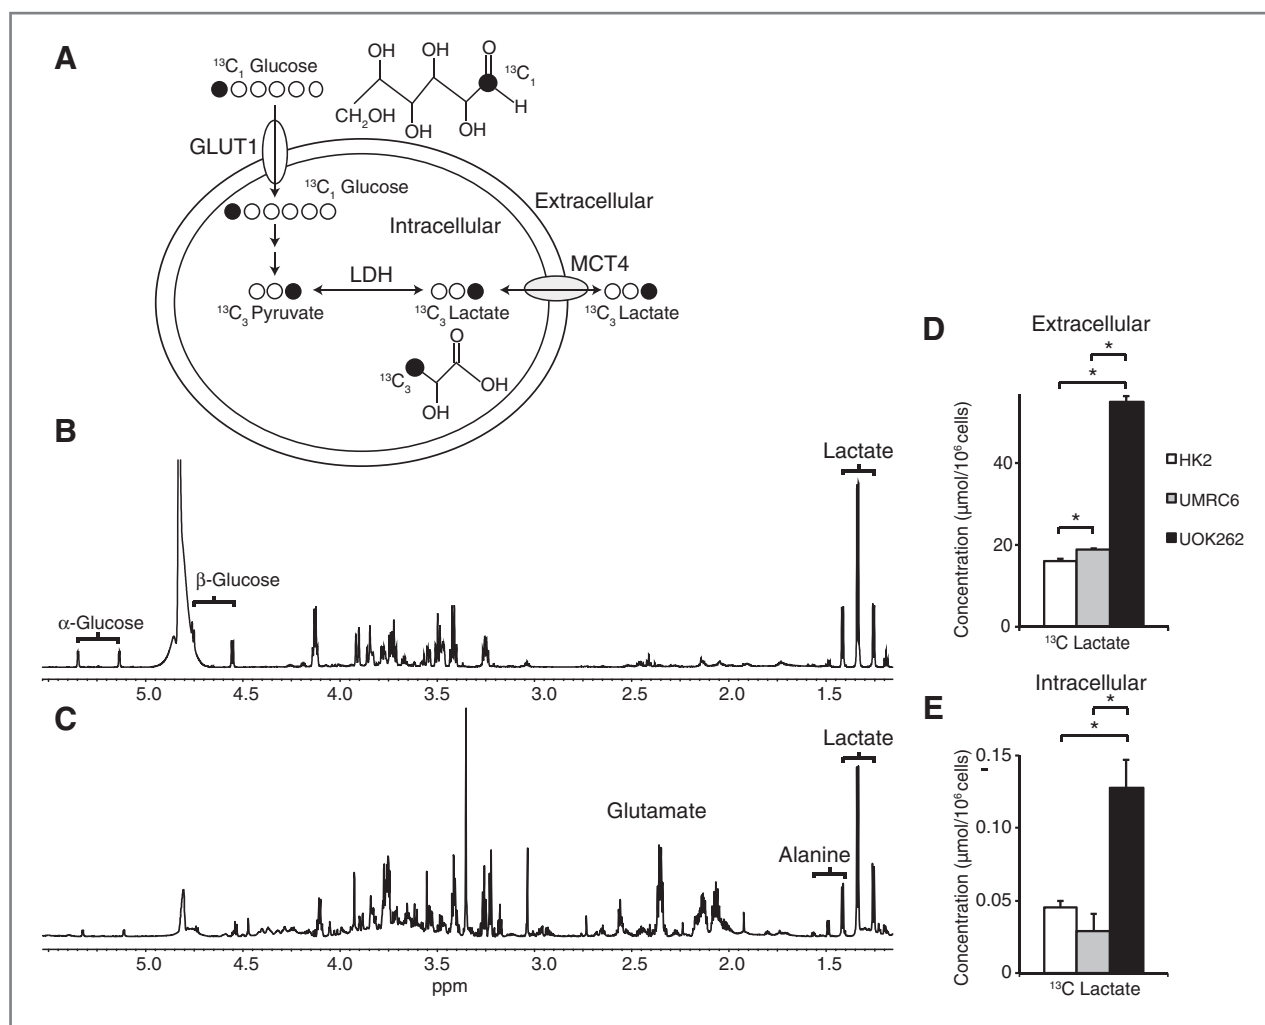 A
¹³C₁ Glucose
OH
OH
O
¹³C₁
H
CH₂OH
OH
OH
GLUT1
¹³C₁ Glucose
Extracellular
Intracellular
MCT4
LDH
¹³C₃ Pyruvate
¹³C₃ Lactate
¹³C₃ Lactate
O
¹³C₃
OH
OH
B
Lactate
β-Glucose
α-Glucose
5.0 4.5 4.0 3.5 3.0 2.5 2.0 1.5
C
Lactate
Glutamate
Alanine
5.0 4.5 4.0 3.5 3.0 2.5 2.0 1.5
ppm
D
Extracellular
*
*
*
Concentration (µmol/10⁶ cells)
40
20
0
¹³C Lactate
HK2
UMRC6
UOK262
E
Intracellular
*
*
Concentration (µmol/10⁶ cells)
0.15
0.10
0.05
0
¹³C Lactate